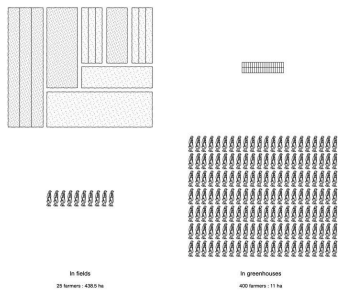 In fields
25 farmers : 438.5 ha
In greenhouses
400 farmers : 11 ha